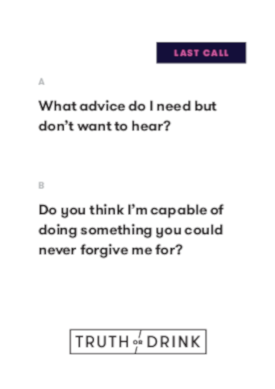 LAST CALL
A
What advice do I need but
don't want to hear?
B
Do you think I'm capable of
doing something you could
never forgive me for?
TRUTH OR DRINK